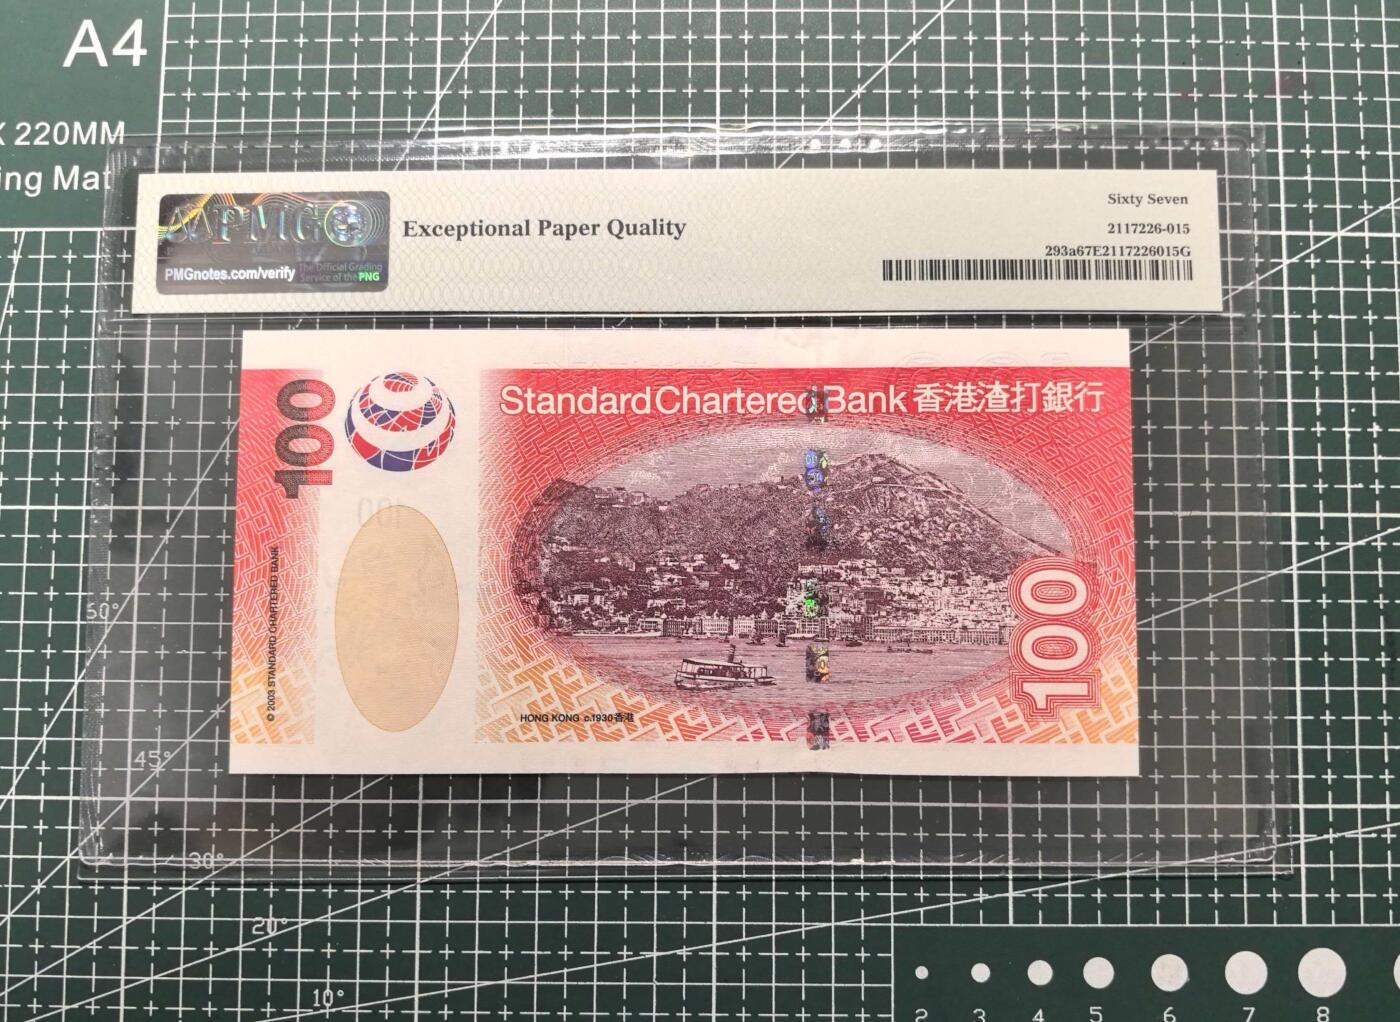 A4
X 220MM
ing Mat
PMG
PMGnotes.com/verify
The Official Grading
Service of the PNG
Exceptional Paper Quality
Sixty Seven
2117226-015
293a67E2117226015G
100
Standard Chartered Bank 香港渣打銀行
© 2003 STANDARD CHARTERED BANK
HONG KONG c.1930 香港
100
50°
45°
30°
20°
10°
2 3 4 5 6 7 8